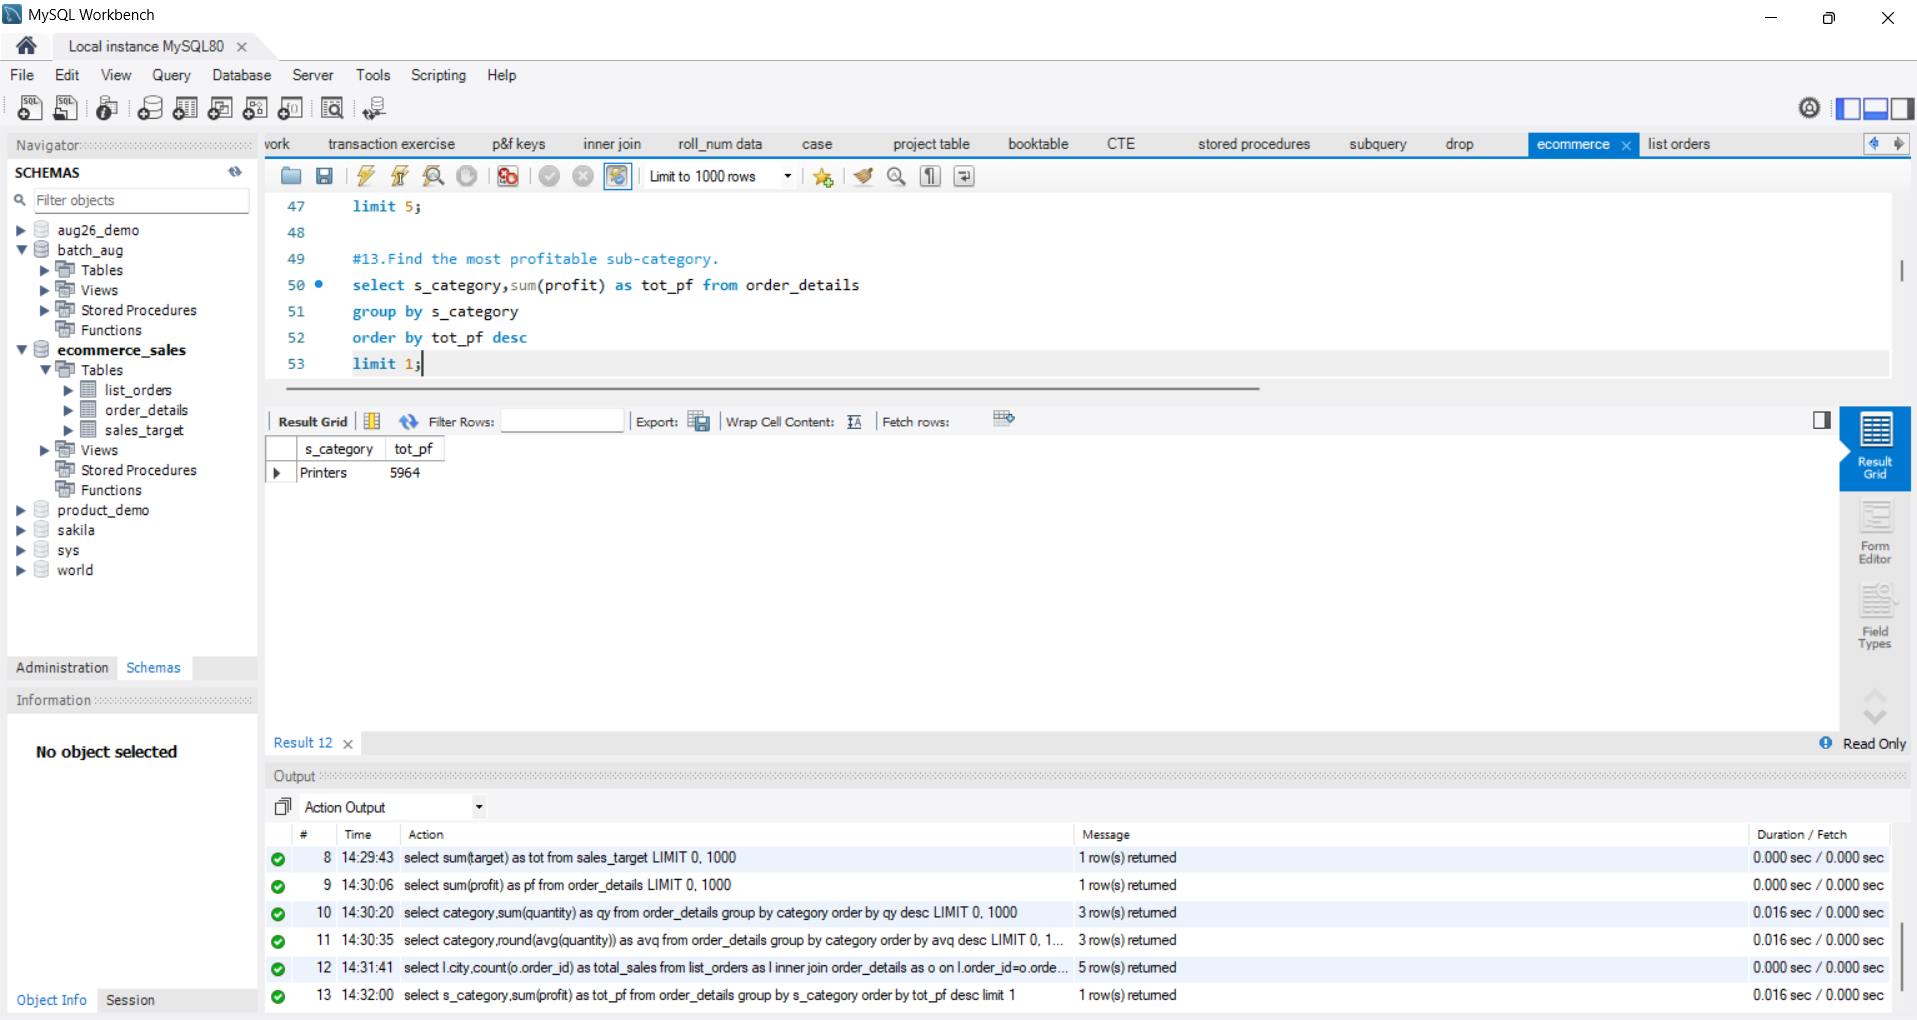 MySQL Workbench
Local instance MySQL80
File Edit View Query Database Server Tools Scripting Help
Navigator
SCHEMAS
Filter objects
aug26_demo
batch_aug
Tables
Views
Stored Procedures
Functions
ecommerce_sales
Tables
list_orders
order_details
sales_target
Views
Stored Procedures
Functions
product_demo
sakila
sys
world
Administration Schemas
Information
No object selected
Object Info Session
work transaction exercise p&f keys inner join roll_num data case project table booktable CTE stored procedures subquery drop ecommerce list orders
Limit to 1000 rows
47 limit 5;
48
49 #13.Find the most profitable sub-category.
50 select s_category,sum(profit) as tot_pf from order_details
51 group by s_category
52 order by tot_pf desc
53 limit 1;
Result Grid Filter Rows: Export: Wrap Cell Content: Fetch rows:
s_category tot_pf
Printers 5964
Result Grid
Form Editor
Field Types
Result 12
Read Only
Output
Action Output
# Time Action Message Duration / Fetch
8 14:29:43 select sum(target) as tot from sales_target LIMIT 0, 1000 1 row(s) returned 0.000 sec / 0.000 sec
9 14:30:06 select sum(profit) as pf from order_details LIMIT 0, 1000 1 row(s) returned 0.000 sec / 0.000 sec
10 14:30:20 select category,sum(quantity) as qy from order_details group by category order by qy desc LIMIT 0, 1000 3 row(s) returned 0.016 sec / 0.000 sec
11 14:30:35 select category,round(avg(quantity)) as avq from order_details group by category order by avq desc LIMIT 0, 1... 3 row(s) returned 0.016 sec / 0.000 sec
12 14:31:41 select l.city,count(o.order_id) as total_sales from list_orders as l inner join order_details as o on l.order_id=o.orde... 5 row(s) returned 0.000 sec / 0.000 sec
13 14:32:00 select s_category,sum(profit) as tot_pf from order_details group by s_category order by tot_pf desc limit 1 1 row(s) returned 0.016 sec / 0.000 sec